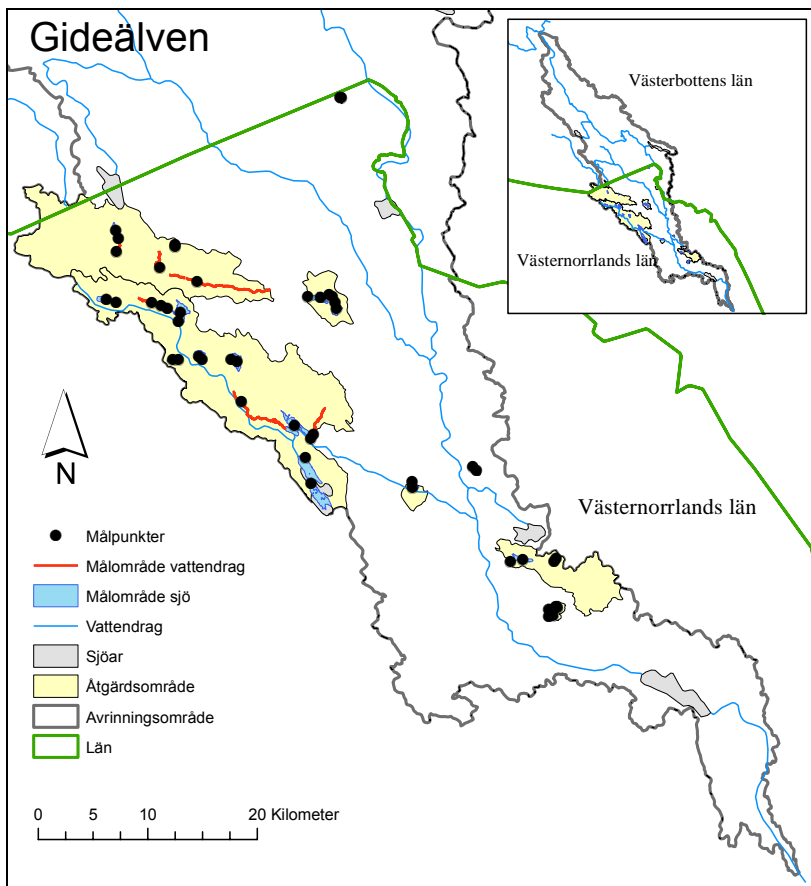 Gideälven
Västerbottens län
Västernorrlands län
Västernorrlands län
N
Målpunkter
Målområde vattendrag
Målområde sjö
Vattendrag
Sjöar
Åtgärdsområde
Avrinningsområde
Län
0 5 10 20 Kilometer